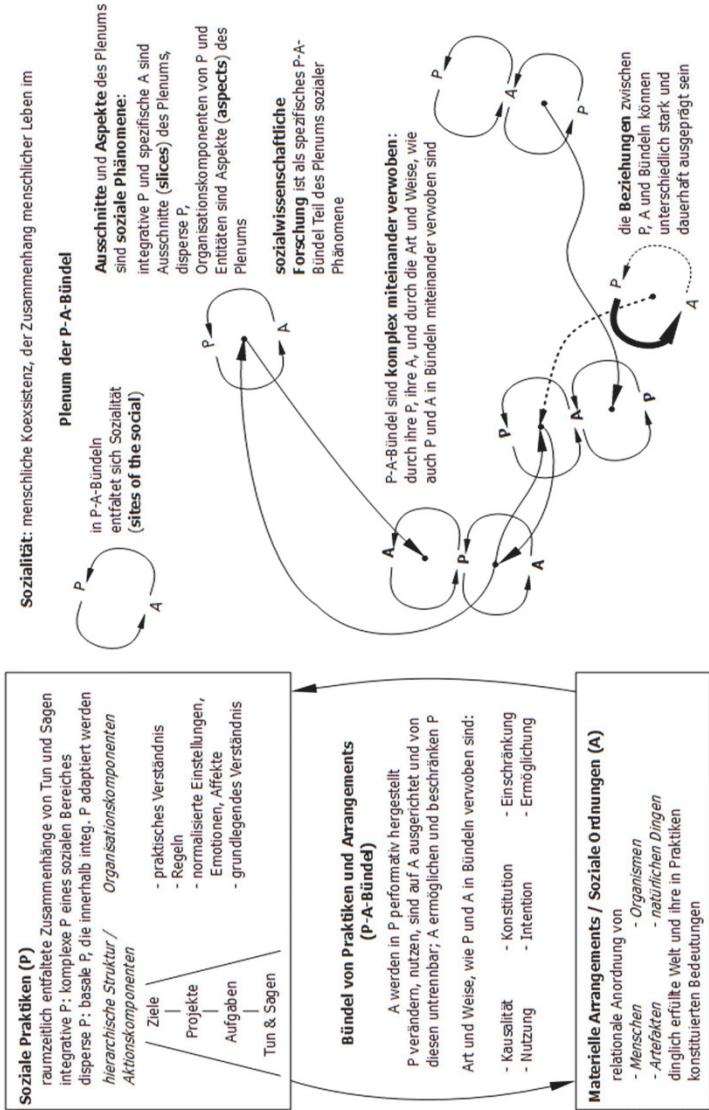 Soziale Praktiken (P)
raumzeitlich entfaltete Zusammenhänge von Tun und Sagen
integrative P: komplexe P eines sozialen Bereiches
disperse P: basale P, die innerhalb integ. P adaptiert werden
hierarchische Struktur /
Aktionskomponenten
Ziele
Projekte
Aufgaben
Tun & Sagen
Organisationskomponenten
- praktisches Verständnis
- Regeln
- normalisierte Einstellungen,
Emotionen, Affekte
- grundlegendes Verständnis
Bündel von Praktiken und Arrangements
(P-A-Bündel)
A werden in P performativ hergestellt
P verändern, nutzen, sind auf A ausgerichtet und von
diesen untrennbar; A ermöglichen und beschränken P
Art und Weise, wie P und A in Bündeln verwoben sind:
- Kausalität
- Nutzung
- Konstitution
- Intention
- Einschränkung
- Ermöglichung
Materielle Arrangements / Soziale Ordnungen (A)
relationale Anordnung von
- Menschen - Organismen
- Artefakten - natürlichen Dingen
dinglich erfüllte Welt und ihre in Praktiken
konstituierten Bedeutungen
Sozialität: menschliche Koexistenz, der Zusammenhang menschlicher Leben im
Plenum der P-A-Bündel
P
A
in P-A-Bündeln
entfaltet sich Sozialität
(sites of the social)
Ausschnitte und Aspekte des Plenums
sind soziale Phänomene:
integrative P und spezifische A sind
Ausschnitte (slices) des Plenums,
disperse P,
Organisationskomponenten von P und
Entitäten sind Aspekte (aspects) des
Plenums
sozialwissenschaftliche
Forschung ist als spezifisches P-A-
Bündel Teil des Plenums sozialer
Phänomene
P
A
A
P
A
P-A-Bündel sind komplex miteinander verwoben:
durch ihre P, ihre A, und durch die Art und Weise, wie
auch P und A in Bündeln miteinander verwoben sind
P
A
P
P
A
P
P
A
die Beziehungen zwischen
P, A und Bündeln können
unterschiedlich stark und
dauerhaft ausgeprägt sein